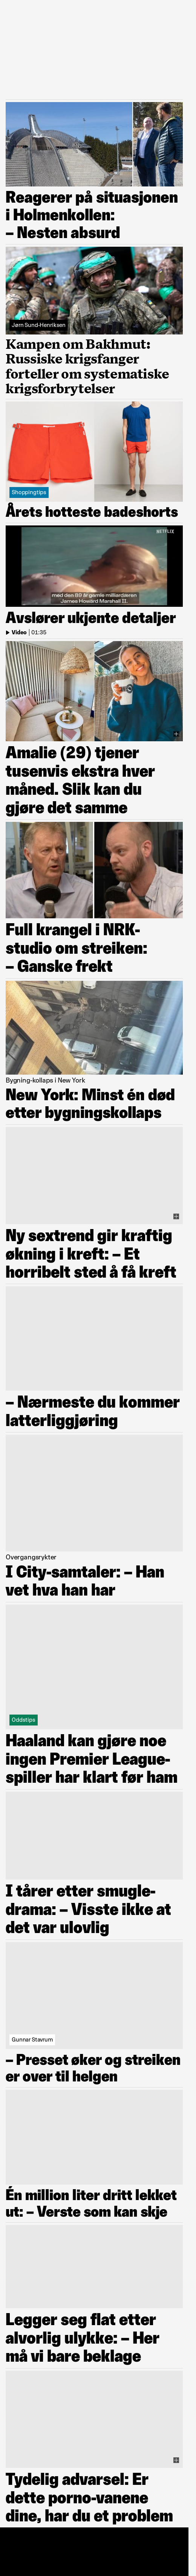 Reagerer på situasjonen
i Holmenkollen:
– Nesten absurd
Jørn Sund-Henriksen
Kampen om Bakhmut:
Russiske krigsfanger
forteller om systematiske
krigsforbrytelser
Shoppingtips
Årets hotteste badeshorts
NETFLIX
med den 89 år gamle milliardæren
James Howard Marshall II.
Avslører ukjente detaljer
Video | 01:35
Amalie (29) tjener
tusenvis ekstra hver
måned. Slik kan du
gjøre det samme
Full krangel i NRK-
studio om streiken:
– Ganske frekt
Bygning-kollaps i New York
New York: Minst én død
etter bygningskollaps
Ny sextrend gir kraftig
økning i kreft: – Et
horribelt sted å få kreft
– Nærmeste du kommer
latterliggjøring
Overgangsrykter
I City-samtaler: – Han
vet hva han har
Oddstips
Haaland kan gjøre noe
ingen Premier League-
spiller har klart før ham
I tårer etter smugle-
drama: – Visste ikke at
det var ulovlig
Gunnar Stavrum
– Presset øker og streiken
er over til helgen
Én million liter dritt lekket
ut: – Verste som kan skje
Legger seg flat etter
alvorlig ulykke: – Her
må vi bare beklage
Tydelig advarsel: Er
dette porno-vanene
dine, har du et problem